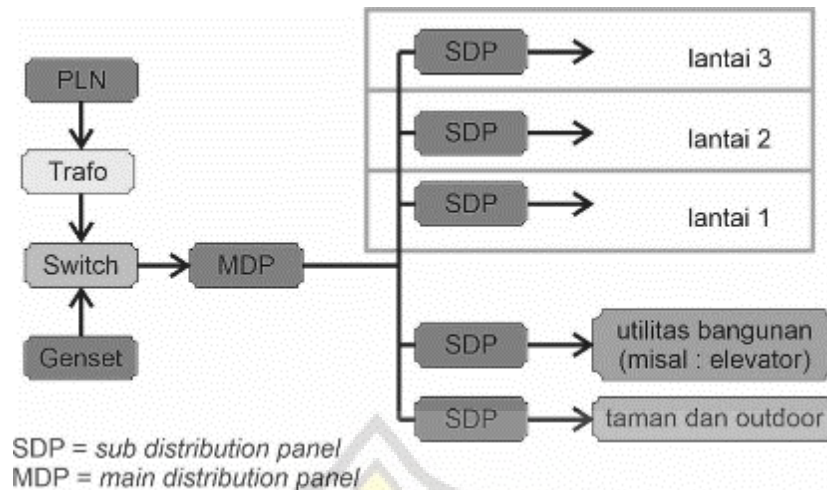 PLN
Trafo
Switch
Genset
MDP
SDP
lantai 3
SDP
lantai 2
SDP
lantai 1
SDP
utilitas bangunan
(misal : elevator)
SDP
taman dan outdoor
SDP = sub distribution panel
MDP = main distribution panel